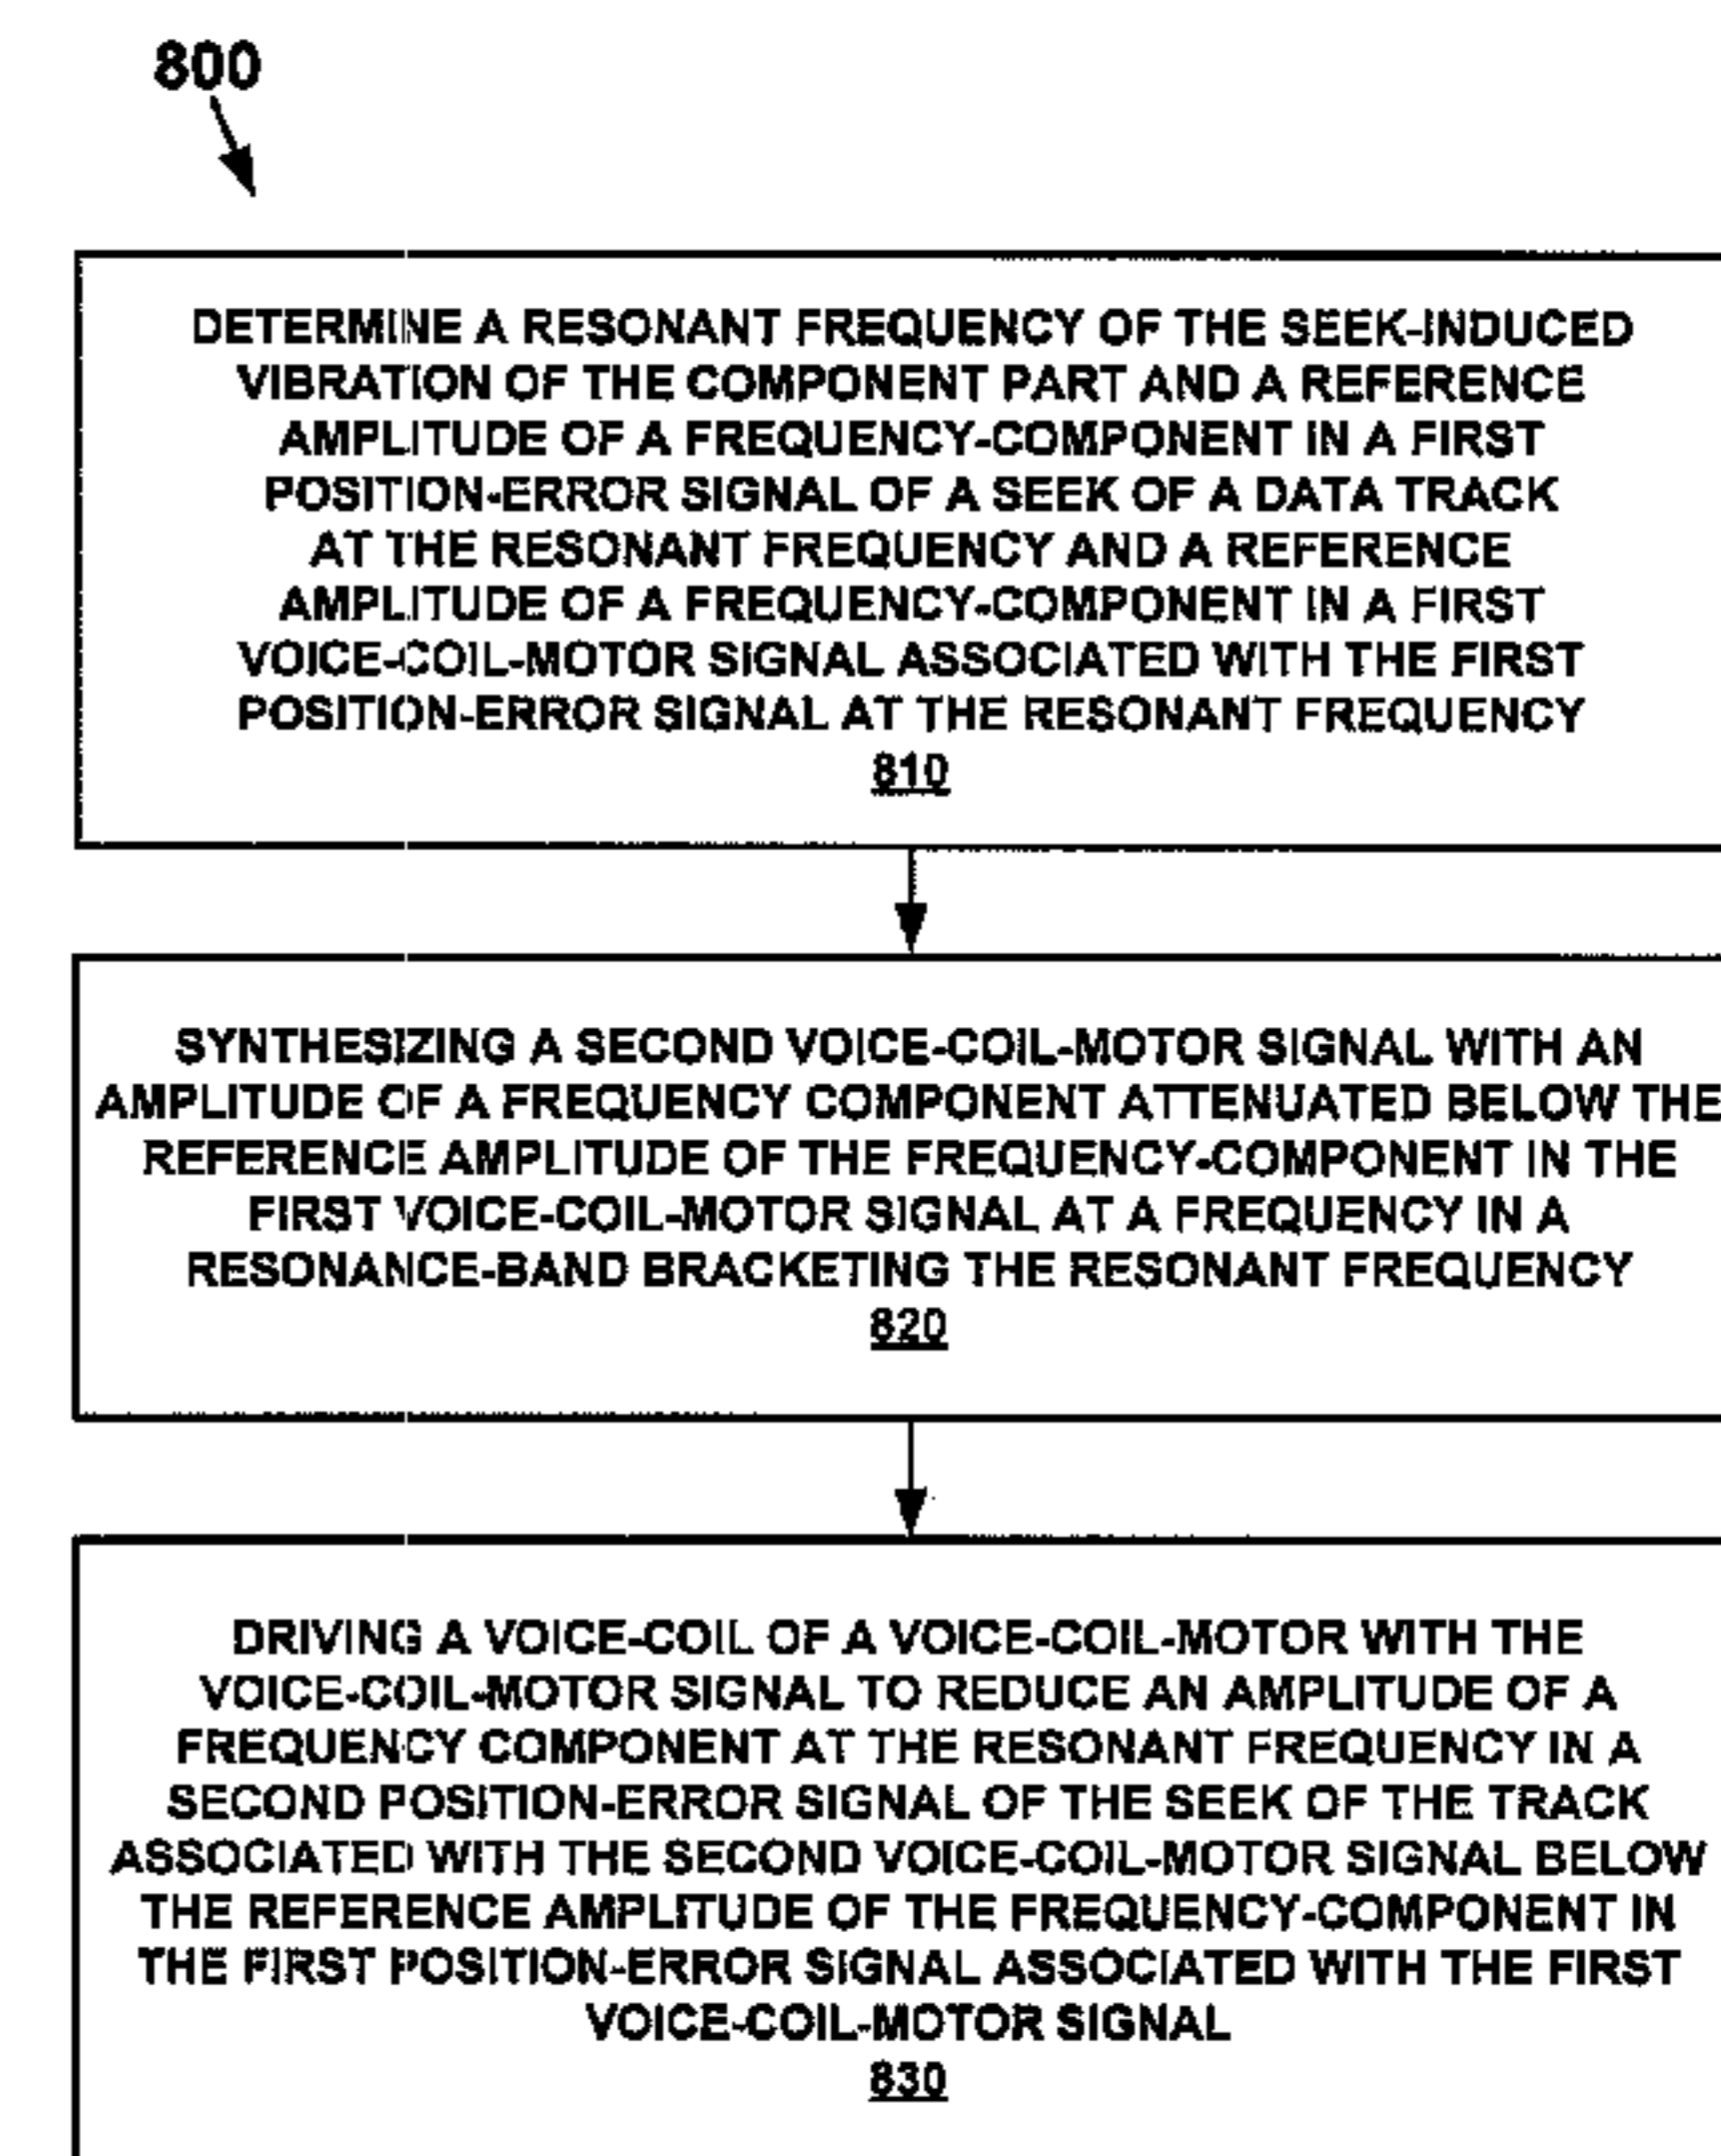 800
DETERMINE A RESONANT FREQUENCY OF THE SEEK-INDUCED
VIBRATION OF THE COMPONENT PART AND A REFERENCE
AMPLITUDE OF A FREQUENCY-COMPONENT IN A FIRST
POSITION-ERROR SIGNAL OF A SEEK OF A DATA TRACK
AT THE RESONANT FREQUENCY AND A REFERENCE
AMPLITUDE OF A FREQUENCY-COMPONENT IN A FIRST
VOICE-COIL-MOTOR SIGNAL ASSOCIATED WITH THE FIRST
POSITION-ERROR SIGNAL AT THE RESONANT FREQUENCY
810
SYNTHESIZING A SECOND VOICE-COIL-MOTOR SIGNAL WITH AN
AMPLITUDE OF A FREQUENCY COMPONENT ATTENUATED BELOW THE
REFERENCE AMPLITUDE OF THE FREQUENCY-COMPONENT IN THE
FIRST VOICE-COIL-MOTOR SIGNAL AT A FREQUENCY IN A
RESONANCE-BAND BRACKETING THE RESONANT FREQUENCY
820
DRIVING A VOICE-COIL OF A VOICE-COIL-MOTOR WITH THE
VOICE-COIL-MOTOR SIGNAL TO REDUCE AN AMPLITUDE OF A
FREQUENCY COMPONENT AT THE RESONANT FREQUENCY IN A
SECOND POSITION-ERROR SIGNAL OF THE SEEK OF THE TRACK
ASSOCIATED WITH THE SECOND VOICE-COIL-MOTOR SIGNAL BELOW
THE REFERENCE AMPLITUDE OF THE FREQUENCY-COMPONENT IN
THE FIRST POSITION-ERROR SIGNAL ASSOCIATED WITH THE FIRST
VOICE-COIL-MOTOR SIGNAL
830